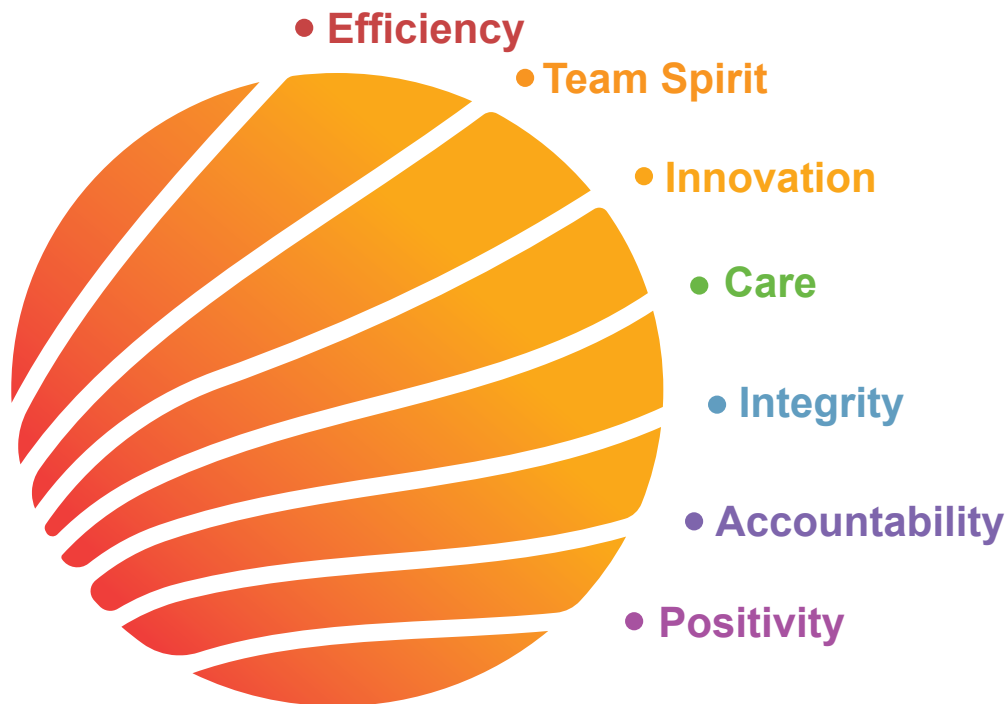 • Efficiency
• Team Spirit
• Innovation
• Care
• Integrity
• Accountability
• Positivity